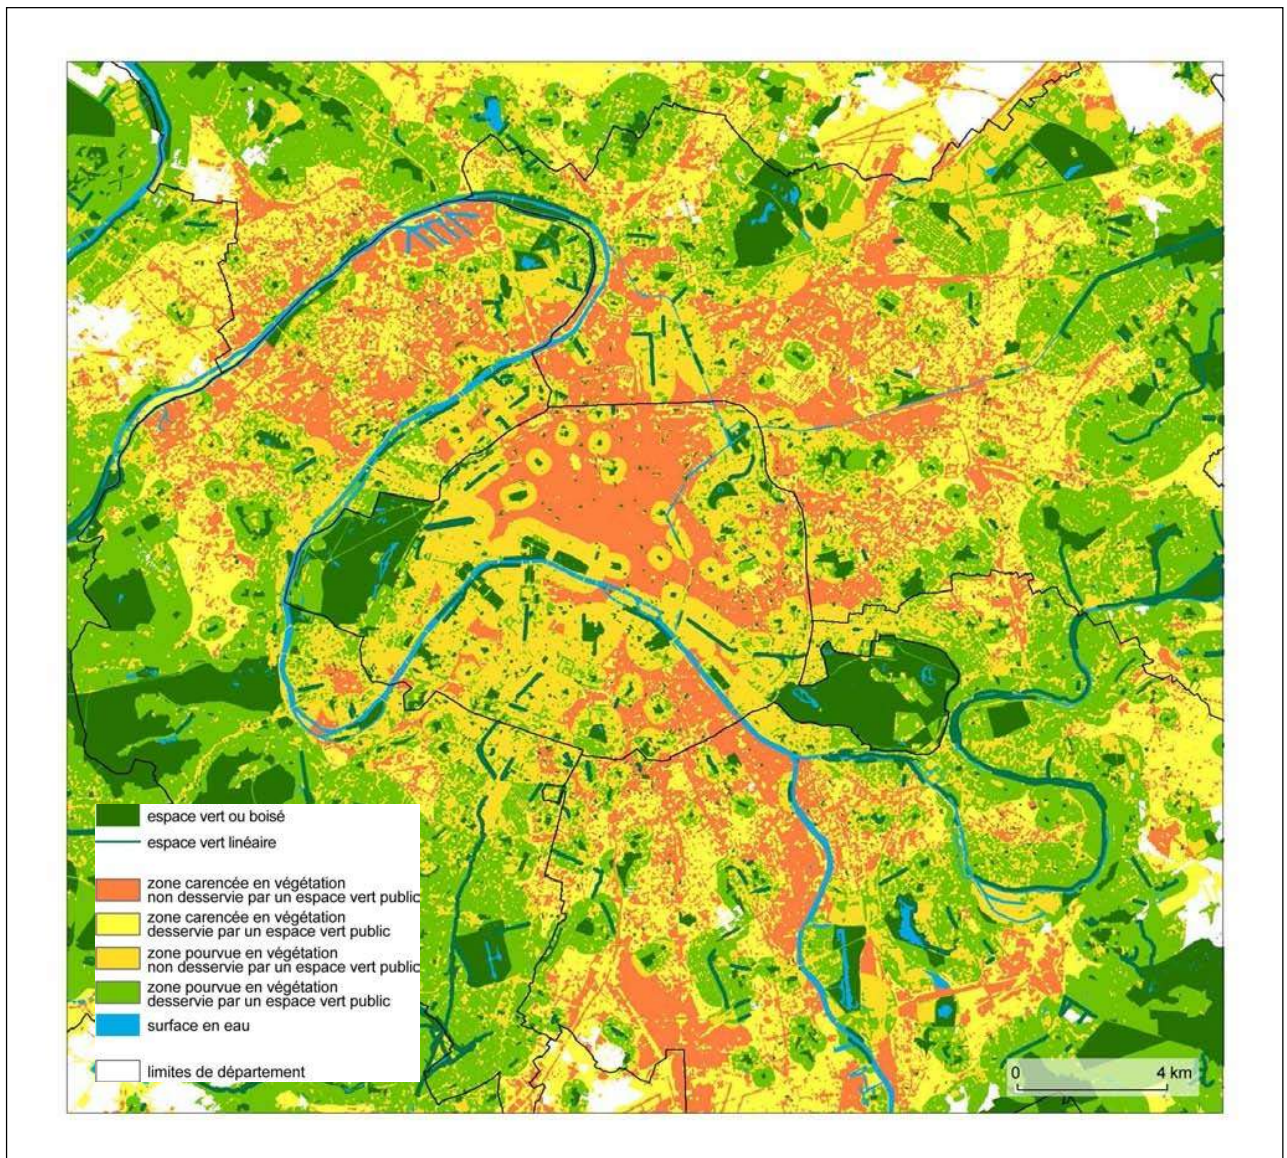 espace vert ou boisé
espace vert linéaire
zone carencée en végétation
non desservie par un espace vert public
zone carencée en végétation
desservie par un espace vert public
zone pourvue en végétation
non desservie par un espace vert public
zone pourvue en végétation
desservie par un espace vert public
surface en eau
limites de département
0 4 km